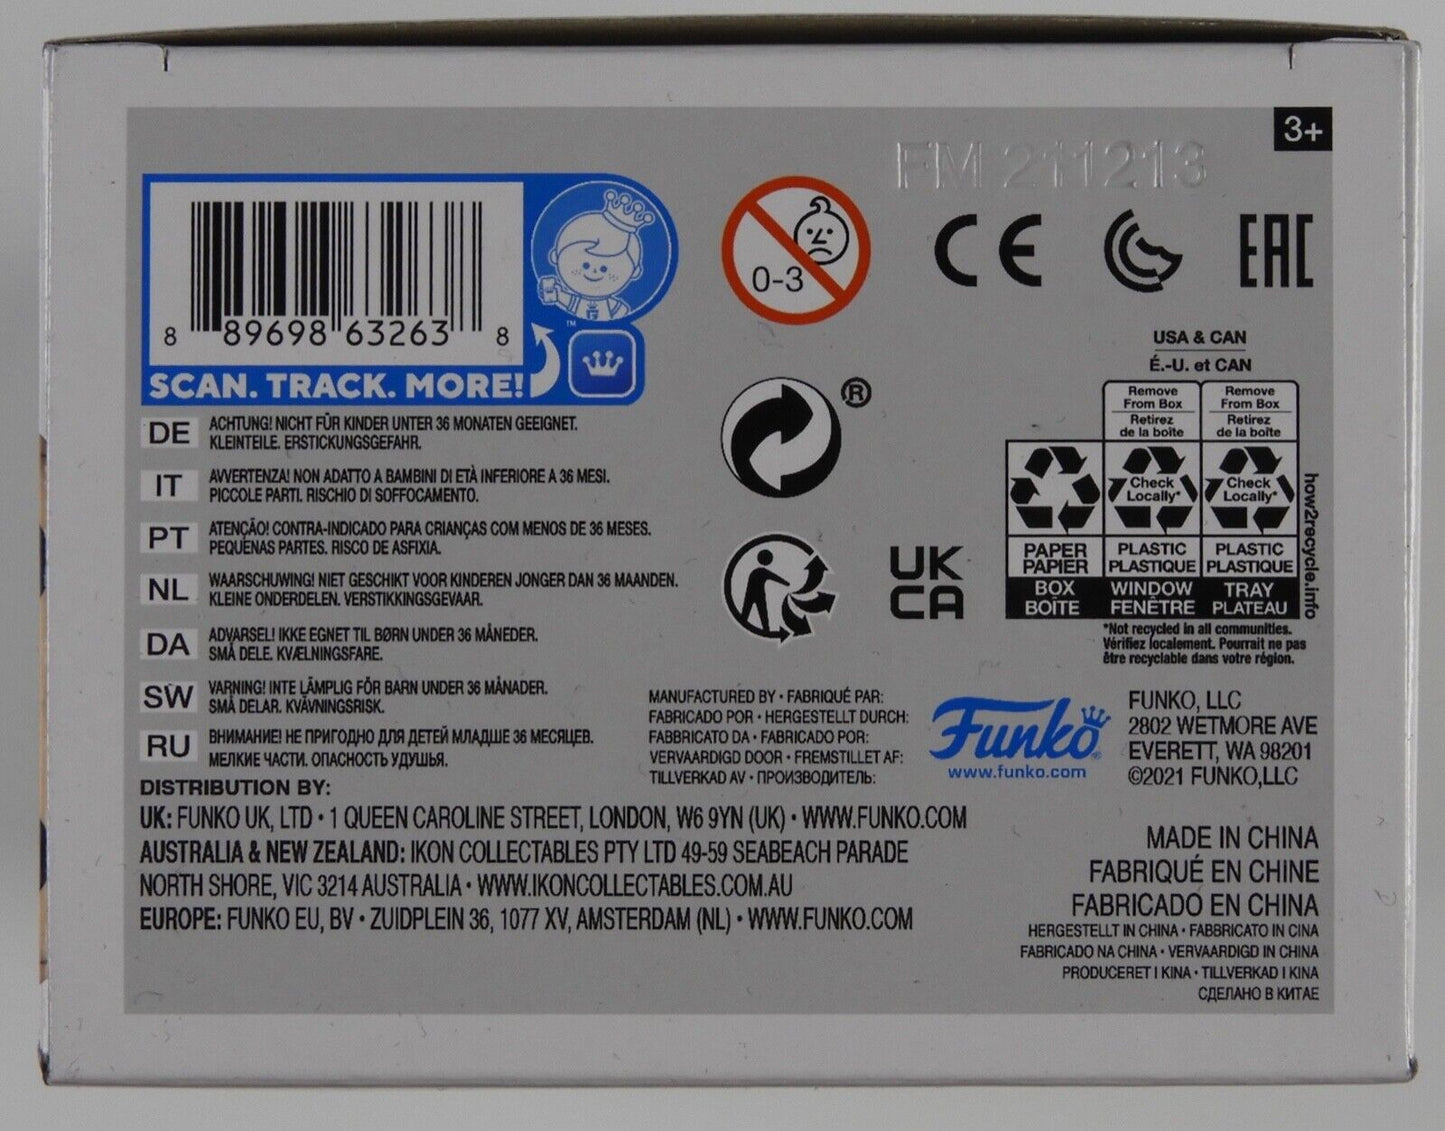 3+
FM 211213
8 89698 63263 8
SCAN. TRACK. MORE!
™
0-3
CE
EAC
®
UK
CA
USA & CAN
É.-U. et CAN
Remove From Box
Retirez de la boîte
Remove From Box
Retirez de la boîte
Check Locally*
Check Locally*
PAPER PAPIER
PLASTIC PLASTIQUE
PLASTIC PLASTIQUE
BOX BOÎTE
WINDOW FENÊTRE
TRAY PLATEAU
how2recycle.info
*Not recycled in all communities.
Vérifiez localement. Pourrait ne pas
être recyclable dans votre région.
DE ACHTUNG! NICHT FÜR KINDER UNTER 36 MONATEN GEEIGNET.
KLEINTEILE. ERSTICKUNGSGEFAHR.
IT AVVERTENZA! NON ADATTO A BAMBINI DI ETÀ INFERIORE A 36 MESI.
PICCOLE PARTI. RISCHIO DI SOFFOCAMENTO.
PT ATENÇÃO! CONTRA-INDICADO PARA CRIANÇAS COM MENOS DE 36 MESES.
PEQUENAS PARTES. RISCO DE ASFIXIA.
NL WAARSCHUWING! NIET GESCHIKT VOOR KINDEREN JONGER DAN 36 MAANDEN.
KLEINE ONDERDELEN. VERSTIKKINGSGEVAAR.
DA ADVARSEL! IKKE EGNET TIL BØRN UNDER 36 MÅNEDER.
SMÅ DELE. KVÆLNINGSFARE.
SW VARNING! INTE LÄMPLIG FÖR BARN UNDER 36 MÅNADER.
SMÅ DELAR. KVÄVNINGSRISK.
RU ВНИМАНИЕ! НЕ ПРИГОДНО ДЛЯ ДЕТЕЙ МЛАДШЕ 36 МЕСЯЦЕВ.
МЕЛКИЕ ЧАСТИ. ОПАСНОСТЬ УДУШЬЯ.
MANUFACTURED BY • FABRIQUÉ PAR:
FABRICADO POR • HERGESTELLT DURCH:
FABBRICATO DA • FABRICADO POR:
VERVAARDIGD DOOR • FREMSTILLET AF:
TILLVERKAD AV • ПРОИЗВОДИТЕЛЬ:
Funko®
www.funko.com
FUNKO, LLC
2802 WETMORE AVE
EVERETT, WA 98201
©2021 FUNKO,LLC
DISTRIBUTION BY:
UK: FUNKO UK, LTD • 1 QUEEN CAROLINE STREET, LONDON, W6 9YN (UK) • WWW.FUNKO.COM
AUSTRALIA & NEW ZEALAND: IKON COLLECTABLES PTY LTD 49-59 SEABEACH PARADE
NORTH SHORE, VIC 3214 AUSTRALIA • WWW.IKONCOLLECTABLES.COM.AU
EUROPE: FUNKO EU, BV • ZUIDPLEIN 36, 1077 XV, AMSTERDAM (NL) • WWW.FUNKO.COM
MADE IN CHINA
FABRIQUÉ EN CHINE
FABRICADO EN CHINA
HERGESTELLT IN CHINA • FABBRICATO IN CINA
FABRICADO NA CHINA • VERVAARDIGD IN CHINA
PRODUCERET I KINA • TILLVERKAD I KINA
СДЕЛАНО В КИТАЕ